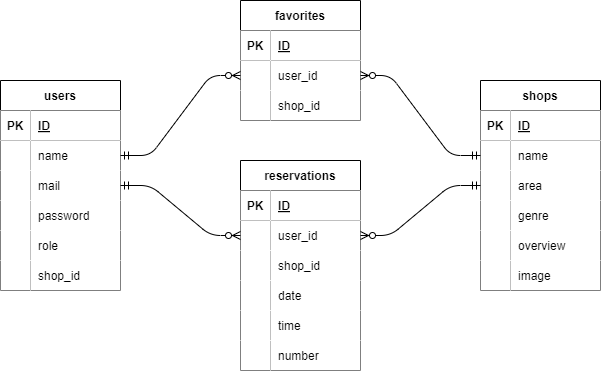 favorites
PK ID
user_id
shop_id
users
PK ID
name
mail
password
role
shop_id
shops
PK ID
name
area
genre
overview
image
reservations
PK ID
user_id
shop_id
date
time
number